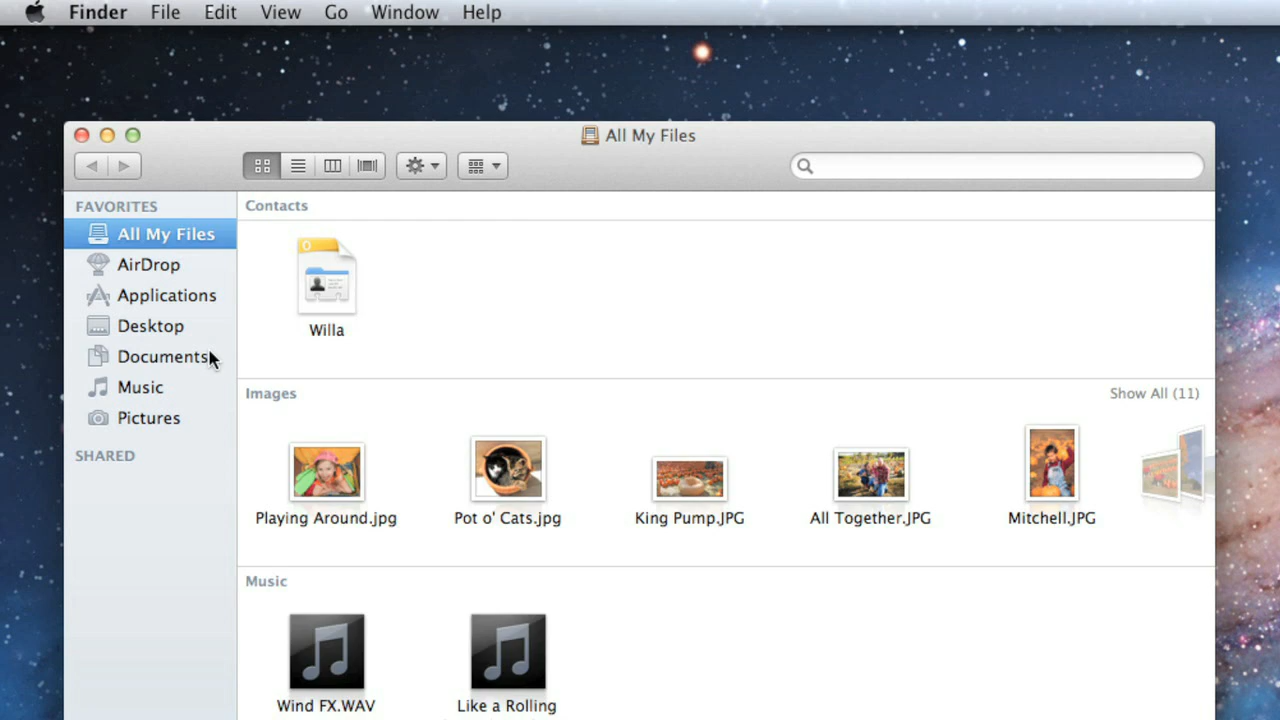 Finder File Edit View Go Window Help
All My Files
FAVORITES
All My Files
AirDrop
Applications
Desktop
Documents
Music
Pictures
SHARED
Contacts
Willa
Images
Show All (11)
Playing Around.jpg
Pot o' Cats.jpg
King Pump.JPG
All Together.JPG
Mitchell.JPG
Music
Wind FX.WAV
Like a Rolling